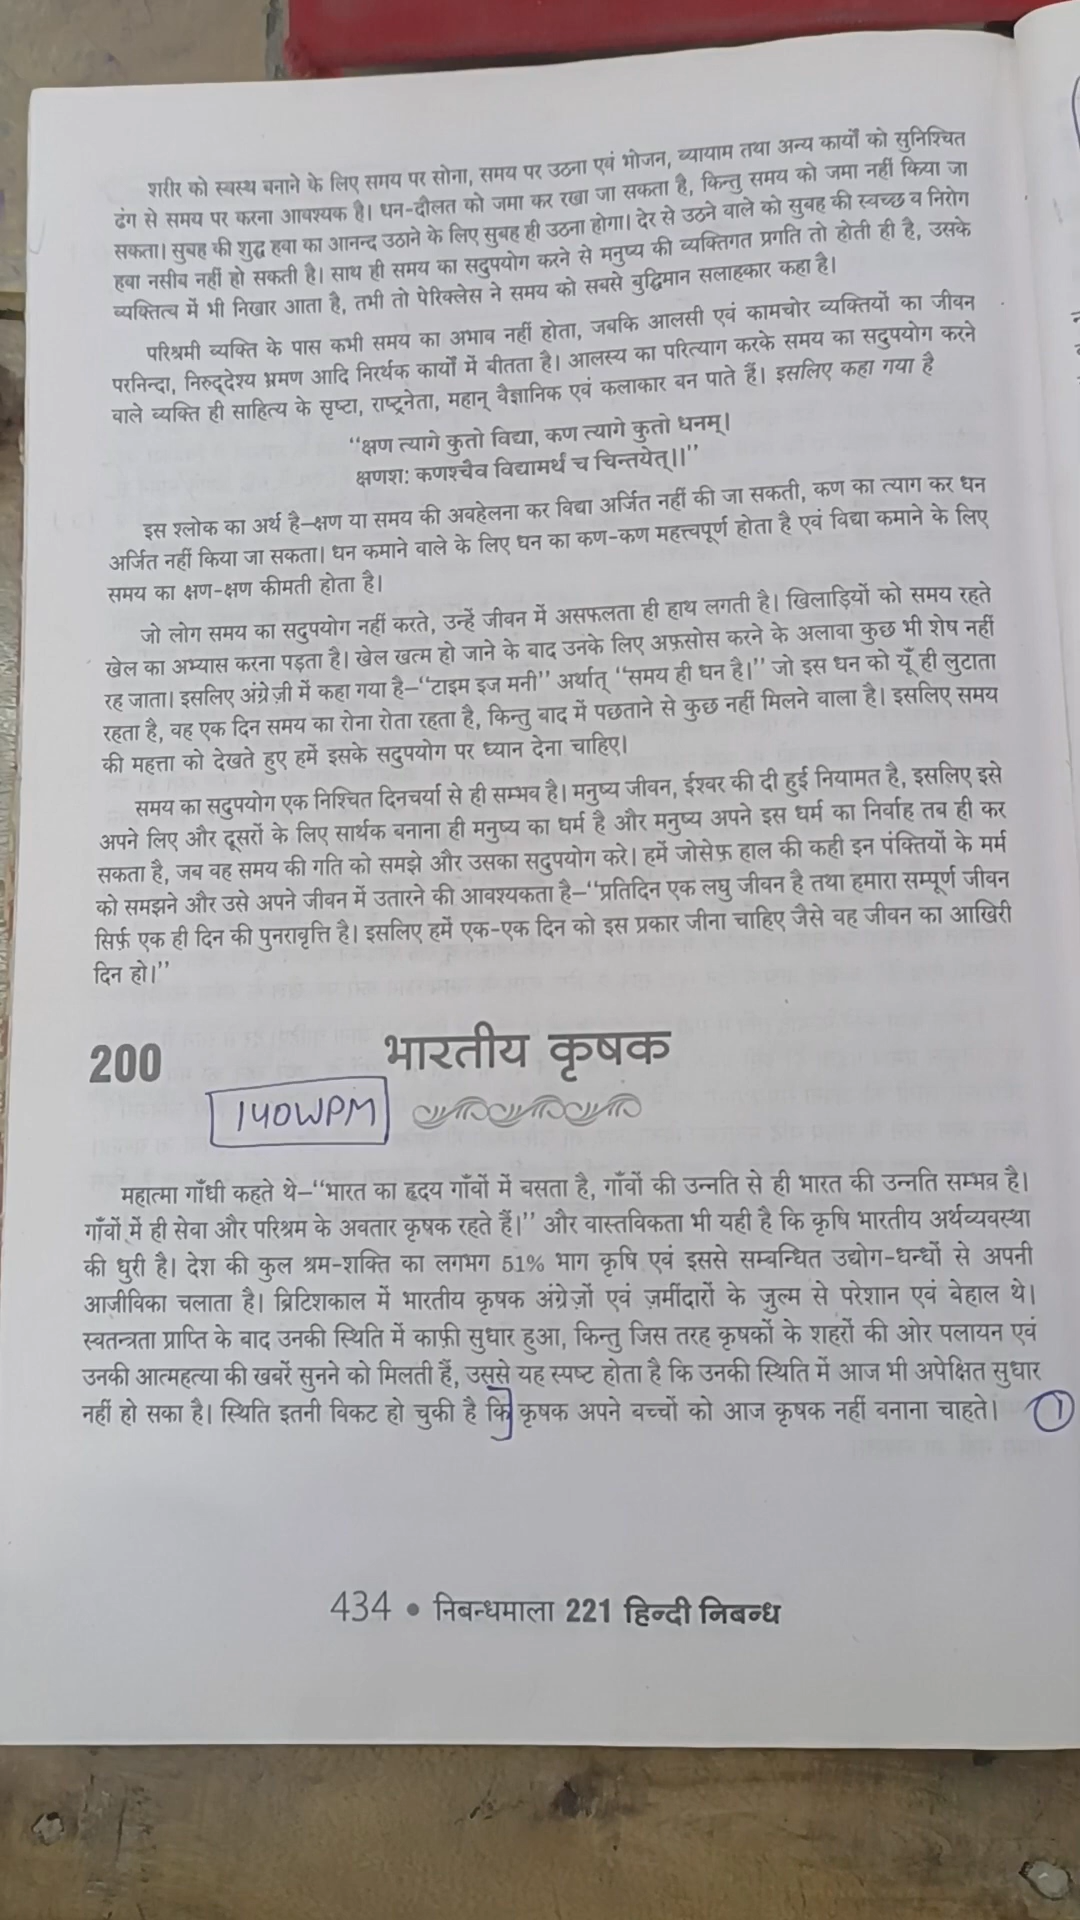 शरीर को स्वस्थ बनाने के लिए समय पर सोना, समय पर उठना एवं भोजन, व्यायाम तथा अन्य कार्यों को सुनिश्चित
ढंग से समय पर करना आवश्यक है। धन-दौलत को जमा कर रखा जा सकता है, किन्तु समय को जमा नहीं किया जा
सकता। सुबह की शुद्ध हवा का आनन्द उठाने के लिए सुबह ही उठना होगा। देर से उठने वाले को सुबह की स्वच्छ व निरोग
हवा नसीब नहीं हो सकती है। साथ ही समय का सदुपयोग करने से मनुष्य की व्यक्तिगत प्रगति तो होती ही है, उसके
व्यक्तित्व में भी निखार आता है, तभी तो पेरिक्लेस ने समय को सबसे बुद्धिमान सलाहकार कहा है।
परिश्रमी व्यक्ति के पास कभी समय का अभाव नहीं होता, जबकि आलसी एवं कामचोर व्यक्तियों का जीवन
परनिन्दा, निरुद्देश्य भ्रमण आदि निरर्थक कार्यों में बीतता है। आलस्य का परित्याग करके समय का सदुपयोग करने
वाले व्यक्ति ही साहित्य के सृष्टा, राष्ट्रनेता, महान् वैज्ञानिक एवं कलाकार बन पाते हैं। इसलिए कहा गया है
“क्षण त्यागे कुतो विद्या, कण त्यागे कुतो धनम्।
क्षणश: कणश्चैव विद्यामर्थं च चिन्तयेत्।।”
इस श्लोक का अर्थ है–क्षण या समय की अवहेलना कर विद्या अर्जित नहीं की जा सकती, कण का त्याग कर धन
अर्जित नहीं किया जा सकता। धन कमाने वाले के लिए धन का कण-कण महत्त्वपूर्ण होता है एवं विद्या कमाने के लिए
समय का क्षण-क्षण कीमती होता है।
जो लोग समय का सदुपयोग नहीं करते, उन्हें जीवन में असफलता ही हाथ लगती है। खिलाड़ियों को समय रहते
खेल का अभ्यास करना पड़ता है। खेल खत्म हो जाने के बाद उनके लिए अफ़सोस करने के अलावा कुछ भी शेष नहीं
रह जाता। इसलिए अंग्रेज़ी में कहा गया है–“टाइम इज मनी” अर्थात् “समय ही धन है।” जो इस धन को यूँ ही लुटाता
रहता है, वह एक दिन समय का रोना रोता रहता है, किन्तु बाद में पछताने से कुछ नहीं मिलने वाला है। इसलिए समय
की महत्ता को देखते हुए हमें इसके सदुपयोग पर ध्यान देना चाहिए।
समय का सदुपयोग एक निश्चित दिनचर्या से ही सम्भव है। मनुष्य जीवन, ईश्वर की दी हुई नियामत है, इसलिए इसे
अपने लिए और दूसरों के लिए सार्थक बनाना ही मनुष्य का धर्म है और मनुष्य अपने इस धर्म का निर्वाह तब ही कर
सकता है, जब वह समय की गति को समझे और उसका सदुपयोग करे। हमें जोसेफ़ हाल की कही इन पंक्तियों के मर्म
को समझने और उसे अपने जीवन में उतारने की आवश्यकता है–“प्रतिदिन एक लघु जीवन है तथा हमारा सम्पूर्ण जीवन
सिर्फ़ एक ही दिन की पुनरावृत्ति है। इसलिए हमें एक-एक दिन को इस प्रकार जीना चाहिए जैसे वह जीवन का आखिरी
दिन हो।”
200 भारतीय कृषक
140WPM
महात्मा गाँधी कहते थे–“भारत का हृदय गाँवों में बसता है, गाँवों की उन्नति से ही भारत की उन्नति सम्भव है।
गाँवों में ही सेवा और परिश्रम के अवतार कृषक रहते हैं।” और वास्तविकता भी यही है कि कृषि भारतीय अर्थव्यवस्था
की धुरी है। देश की कुल श्रम-शक्ति का लगभग 51% भाग कृषि एवं इससे सम्बन्धित उद्योग-धन्धों से अपनी
आजीविका चलाता है। ब्रिटिशकाल में भारतीय कृषक अंग्रेज़ों एवं ज़मींदारों के जुल्म से परेशान एवं बेहाल थे।
स्वतन्त्रता प्राप्ति के बाद उनकी स्थिति में काफ़ी सुधार हुआ, किन्तु जिस तरह कृषकों के शहरों की ओर पलायन एवं
उनकी आत्महत्या की खबरें सुनने को मिलती हैं, उससे यह स्पष्ट होता है कि उनकी स्थिति में आज भी अपेक्षित सुधार
नहीं हो सका है। स्थिति इतनी विकट हो चुकी है कि कृषक अपने बच्चों को आज कृषक नहीं बनाना चाहते। 1
434 • निबन्धमाला 221 हिन्दी निबन्ध